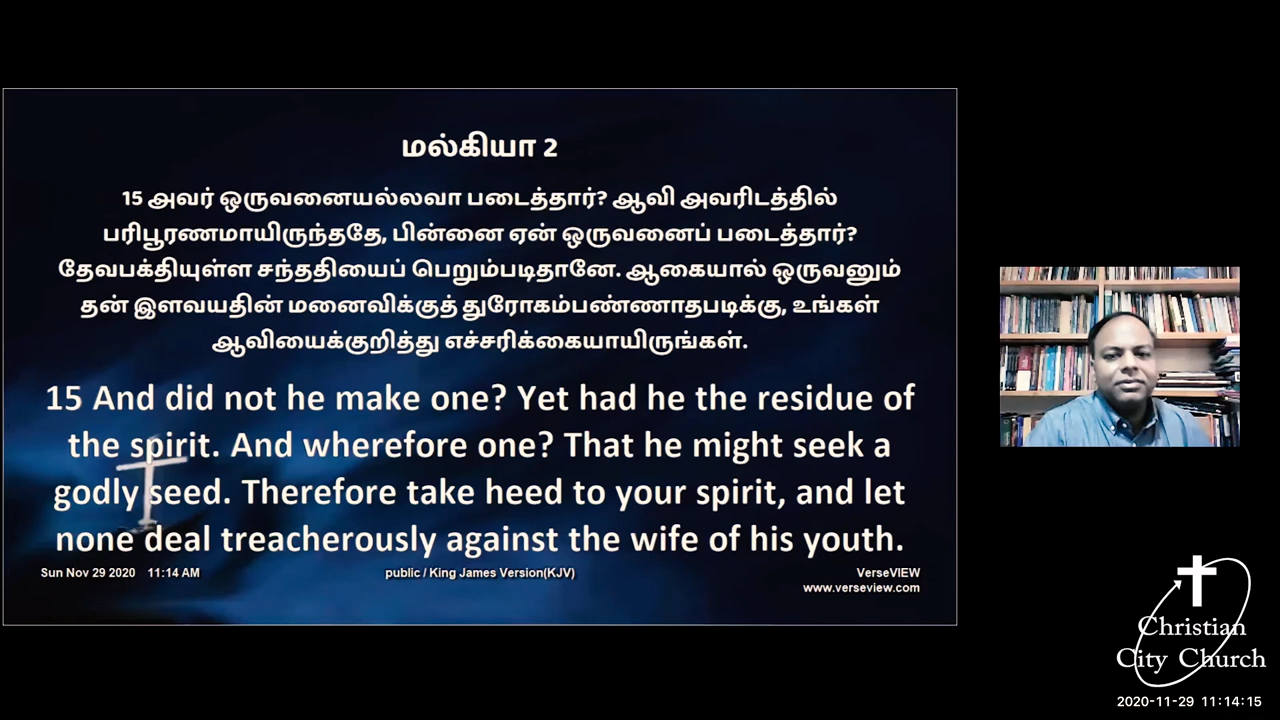 மல்கியா 2
15 அவர் ஒருவனையல்லவா படைத்தார்? ஆவி அவரிடத்தில்
பரிபூரணமாயிருந்ததே, பின்னை ஏன் ஒருவனைப் படைத்தார்?
தேவபக்தியுள்ள சந்ததியைப் பெறும்படிதானே. ஆகையால் ஒருவனும்
தன் இளவயதின் மனைவிக்குத் துரோகம்பண்ணாதபடிக்கு, உங்கள்
ஆவியைக்குறித்து எச்சரிக்கையாயிருங்கள்.
15 And did not he make one? Yet had he the residue of
the spirit. And wherefore one? That he might seek a
godly seed. Therefore take heed to your spirit, and let
none deal treacherously against the wife of his youth.
Sun Nov 29 2020 11:14 AM
public / King James Version(KJV)
VerseVIEW
www.verseview.com
Christian
City Church
2020-11-29 11:14:15